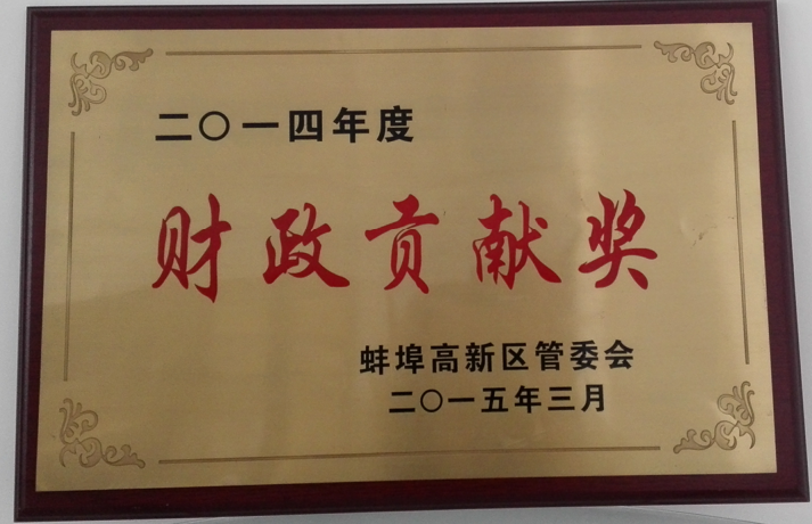 二〇一四年度
财政贡献奖
蚌埠高新区管委会
二〇一五年三月